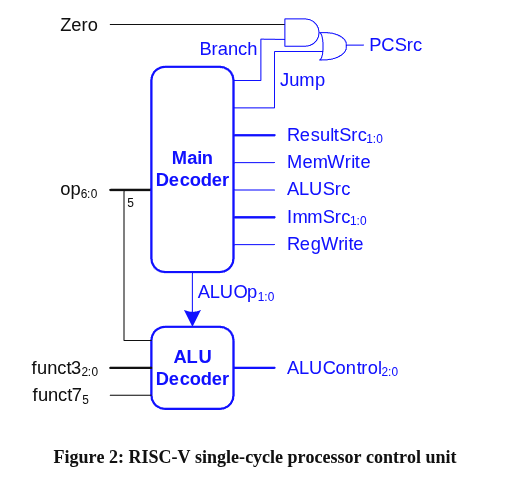 Zero
Branch
PCSrc
Jump
Main
Decoder
ResultSrc1:0
MemWrite
op6:0
5
ALUSrc
ImmSrc1:0
RegWrite
ALUOp1:0
ALU
Decoder
funct32:0
ALUControl2:0
funct75
Figure 2: RISC-V single-cycle processor control unit